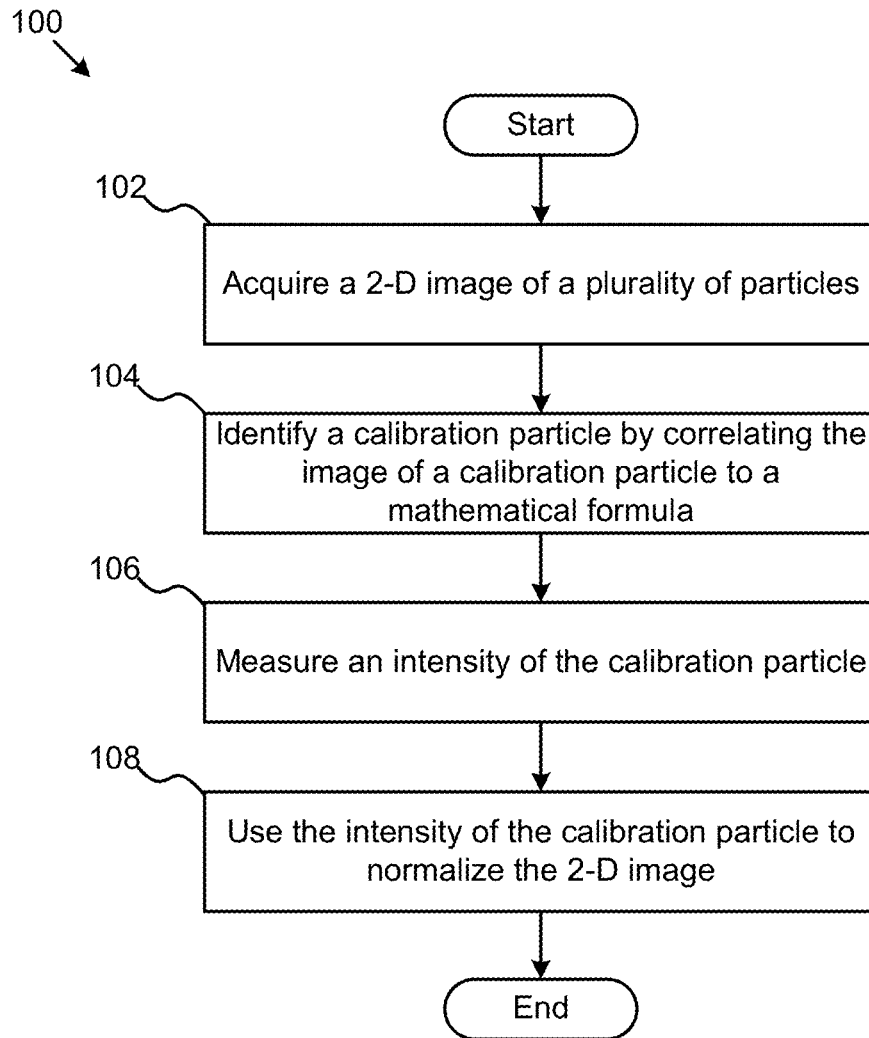 100
Start
102
Acquire a 2-D image of a plurality of particles
104
Identify a calibration particle by correlating the
image of a calibration particle to a
mathematical formula
106
Measure an intensity of the calibration particle
108
Use the intensity of the calibration particle to
normalize the 2-D image
End